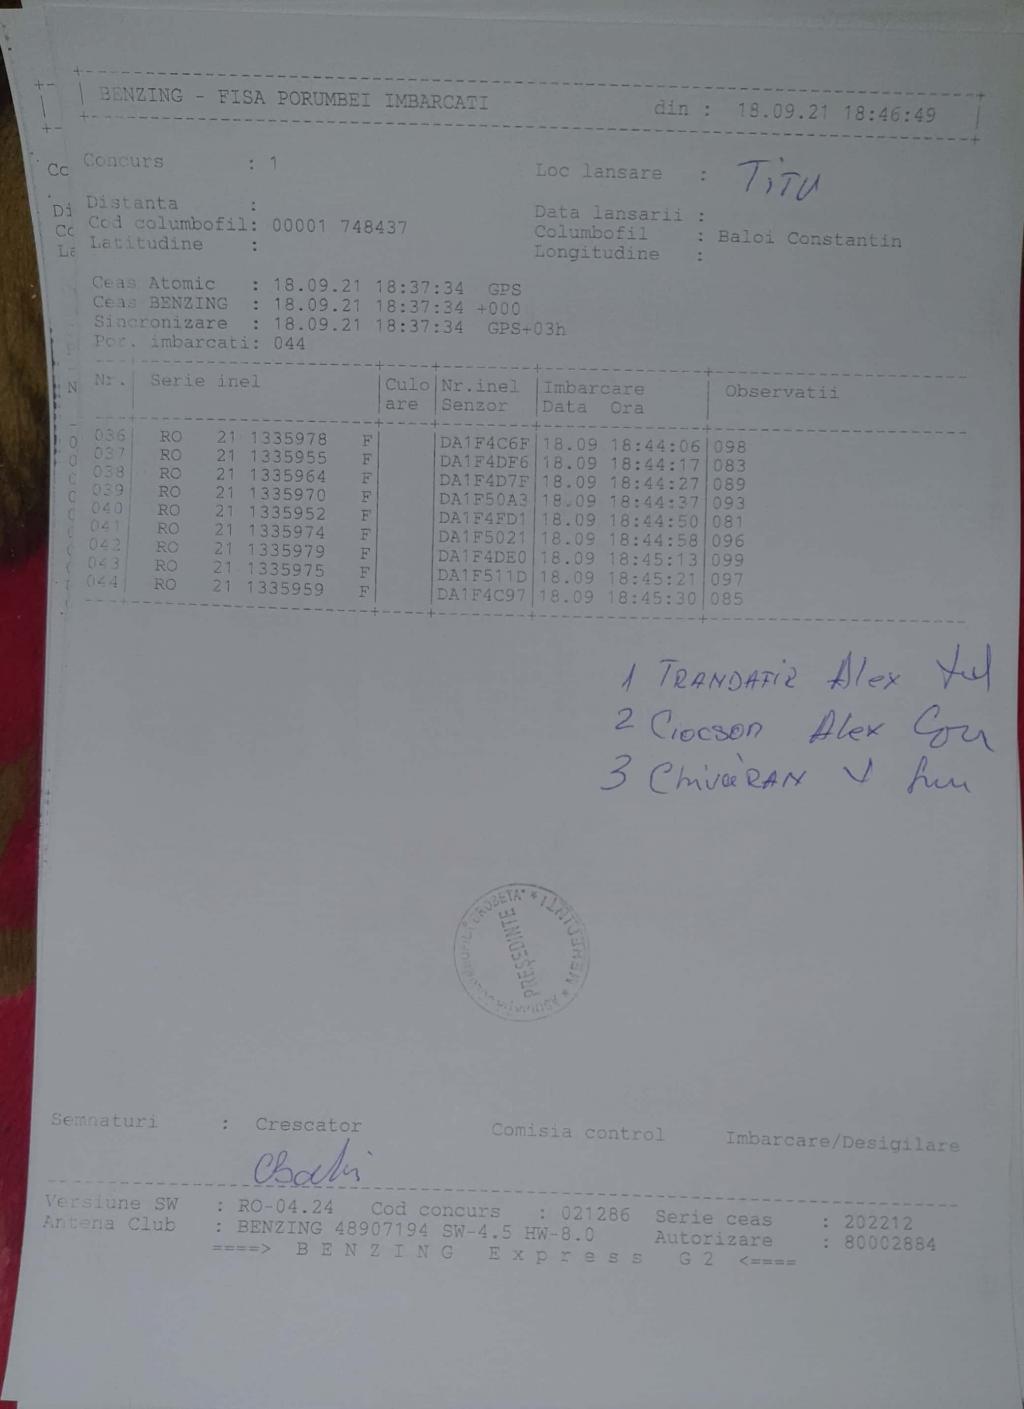 BENZING - FISA PORUMBEI IMBARCATI din : 18.09.21 18:46:49
Concurs : 1 Loc lansare : TiTU
Distanta : Data lansarii :
Cod columbofil: 00001 748437 Columbofil : Baloi Constantin
Latitudine : Longitudine :
Ceas Atomic : 18.09.21 18:37:34 GPS
Ceas BENZING : 18.09.21 18:37:34 +000
Sincronizare : 18.09.21 18:37:34 GPS+03h
Por. imbarcati: 044
Nr. Serie inel Culo Nr.inel Imbarcare Observatii
are Senzor Data Ora
036 RO 21 1335978 F DA1F4C6F 18.09 18:44:06 098
037 RO 21 1335955 F DA1F4DF6 18.09 18:44:17 083
038 RO 21 1335964 F DA1F4D7F 18.09 18:44:27 089
039 RO 21 1335970 F DA1F50A3 18.09 18:44:37 093
040 RO 21 1335952 F DA1F4FD1 18.09 18:44:50 081
041 RO 21 1335974 F DA1F5021 18.09 18:44:58 096
042 RO 21 1335979 F DA1F4DE0 18.09 18:45:13 099
043 RO 21 1335975 F DA1F511D 18.09 18:45:21 097
044 RO 21 1335959 F DA1F4C97 18.09 18:45:30 085
1 TRANDAFIR Alex
2 Ciocson Alex
3 ChivăRAN V
DROBETA * MEHEDINTI *
PREȘEDINTE
Semnaturi : Crescator Comisia control Imbarcare/Desigilare
Versiune SW : RO-04.24 Cod concurs : 021286 Serie ceas : 202212
Antena Club : BENZING 48907194 SW-4.5 HW-8.0 Autorizare : 80002884
====> B E N Z I N G E x p r e s s G 2 <====